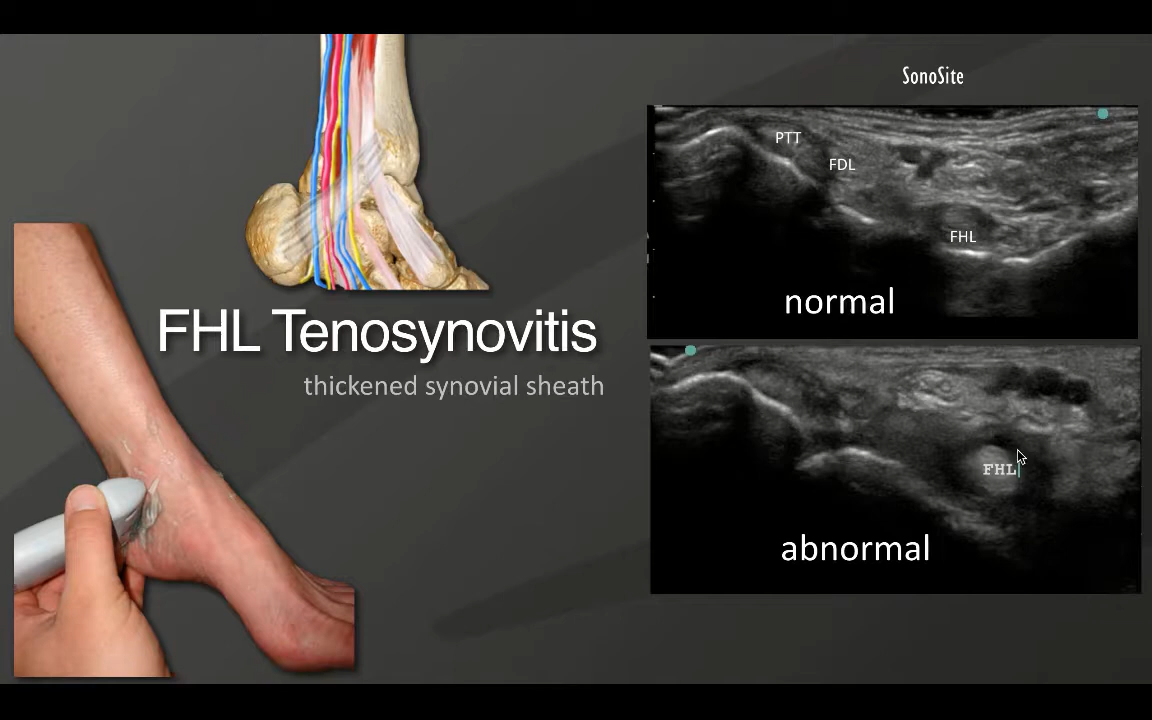 SonoSite
PTT
FDL
FHL
normal
FHL Tenosynovitis
thickened synovial sheath
FHL
abnormal